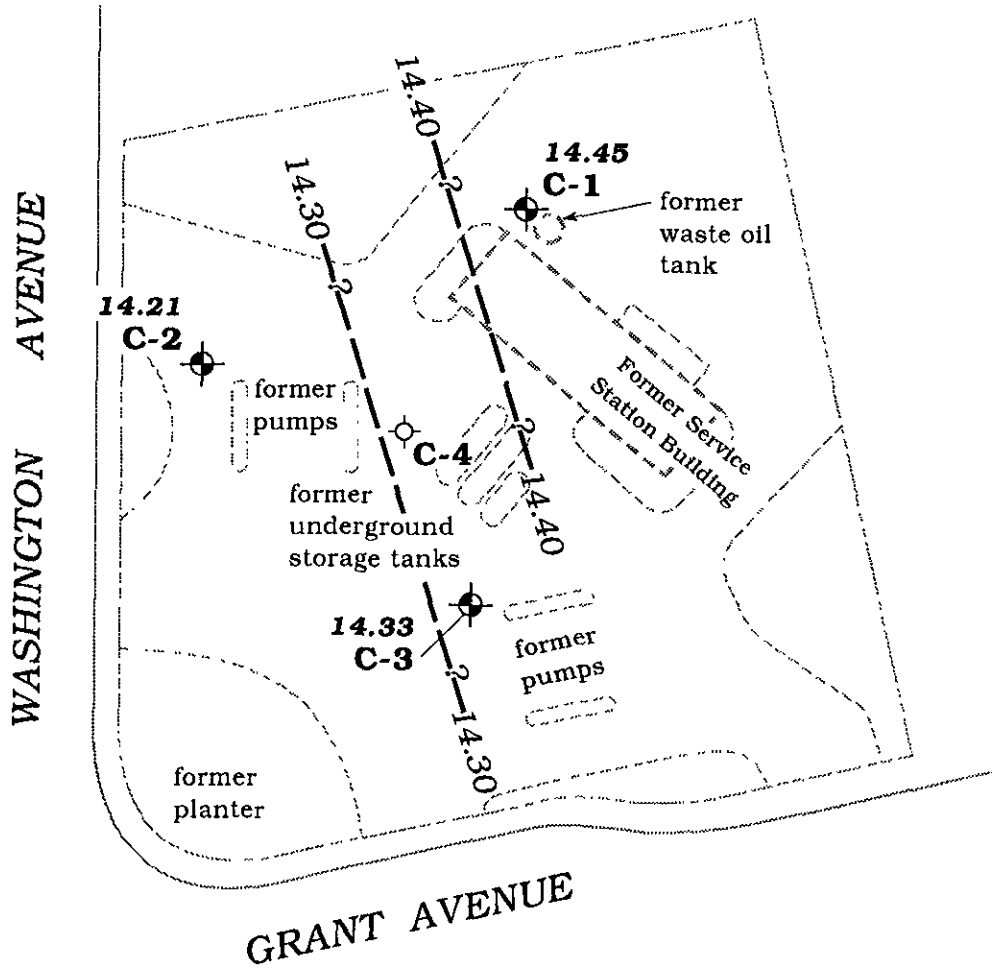 14.40
14.45
C-1
former
waste oil
tank
?
14.30
?
14.21
C-2
former
pumps
C-4
?
Former Service
Station Building
former
underground
storage tanks
14.40
14.33
C-3
former
pumps
?
14.30
former
planter
WASHINGTON AVENUE
GRANT AVENUE